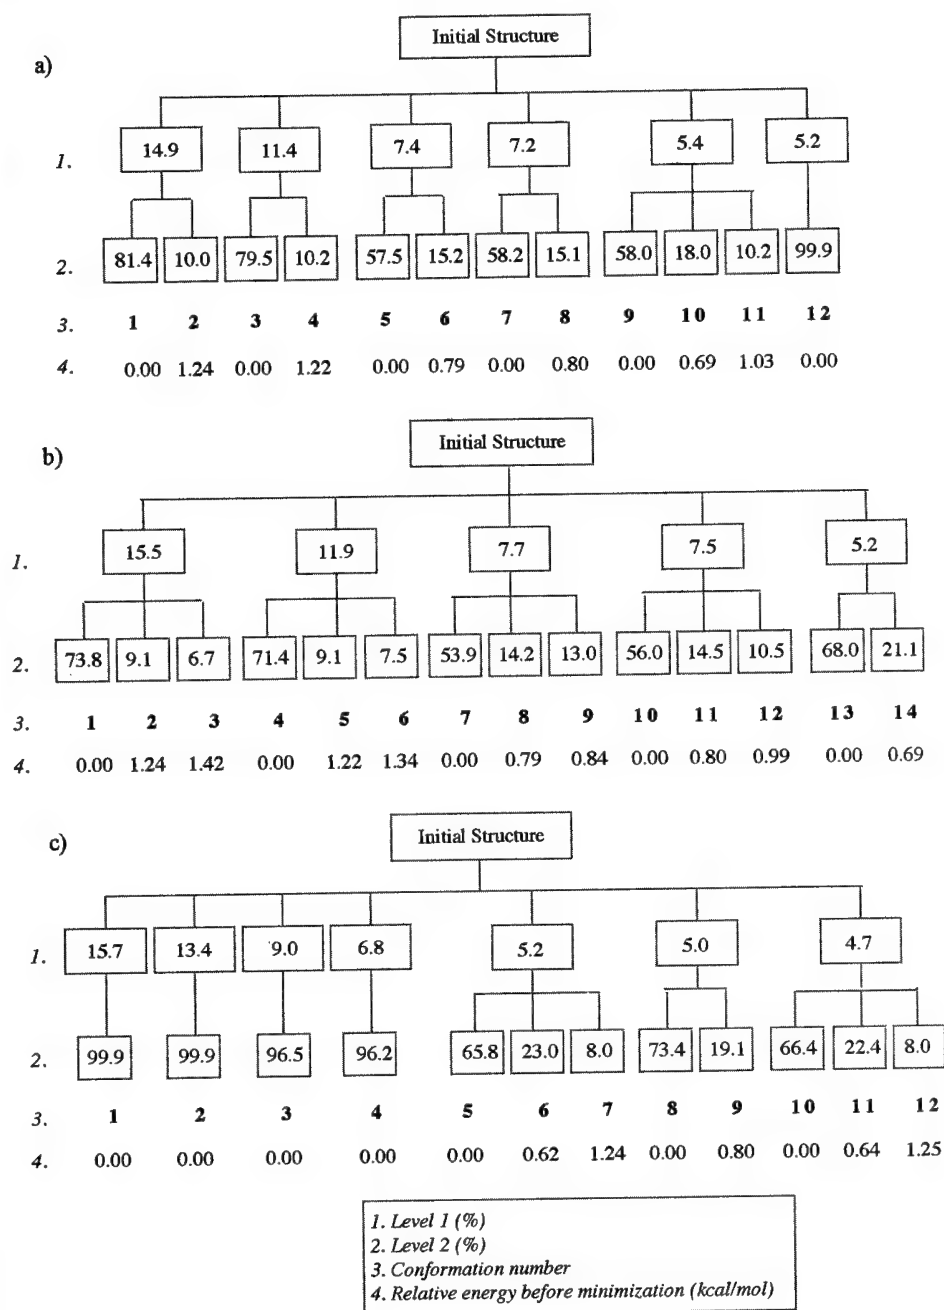 Initial Structure
a)
1. 14.9 11.4 7.4 7.2 5.4 5.2
2. 81.4 10.0 79.5 10.2 57.5 15.2 58.2 15.1 58.0 18.0 10.2 99.9
3. 1 2 3 4 5 6 7 8 9 10 11 12
4. 0.00 1.24 0.00 1.22 0.00 0.79 0.00 0.80 0.00 0.69 1.03 0.00
Initial Structure
b)
1. 15.5 11.9 7.7 7.5 5.2
2. 73.8 9.1 6.7 71.4 9.1 7.5 53.9 14.2 13.0 56.0 14.5 10.5 68.0 21.1
3. 1 2 3 4 5 6 7 8 9 10 11 12 13 14
4. 0.00 1.24 1.42 0.00 1.22 1.34 0.00 0.79 0.84 0.00 0.80 0.99 0.00 0.69
Initial Structure
c)
1. 15.7 13.4 9.0 6.8 5.2 5.0 4.7
2. 99.9 99.9 96.5 96.2 65.8 23.0 8.0 73.4 19.1 66.4 22.4 8.0
3. 1 2 3 4 5 6 7 8 9 10 11 12
4. 0.00 0.00 0.00 0.00 0.00 0.62 1.24 0.00 0.80 0.00 0.64 1.25
1. Level 1 (%)
2. Level 2 (%)
3. Conformation number
4. Relative energy before minimization (kcal/mol)